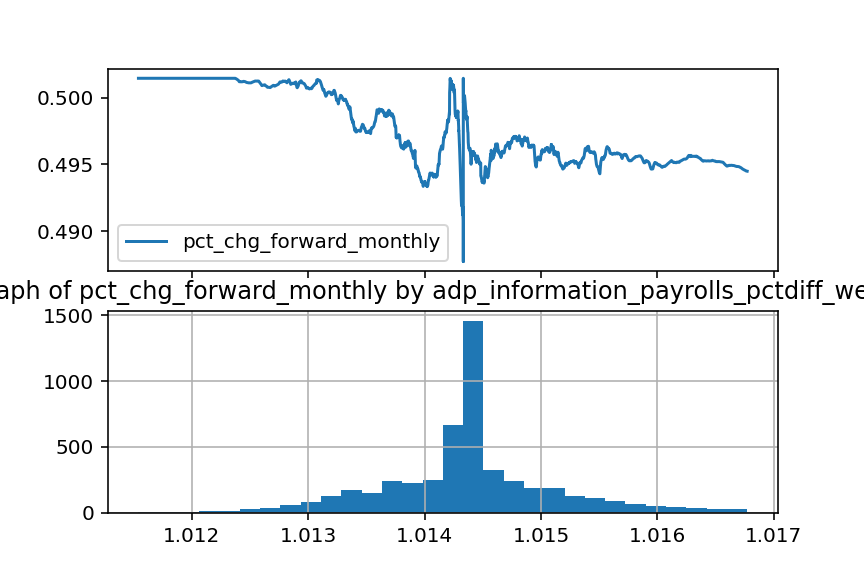 0.500
0.495
0.490
pct_chg_forward_monthly
aph of pct_chg_forward_monthly by adp_information_payrolls_pctdiff_we
1500
1000
500
0
1.012 1.013 1.014 1.015 1.016 1.017